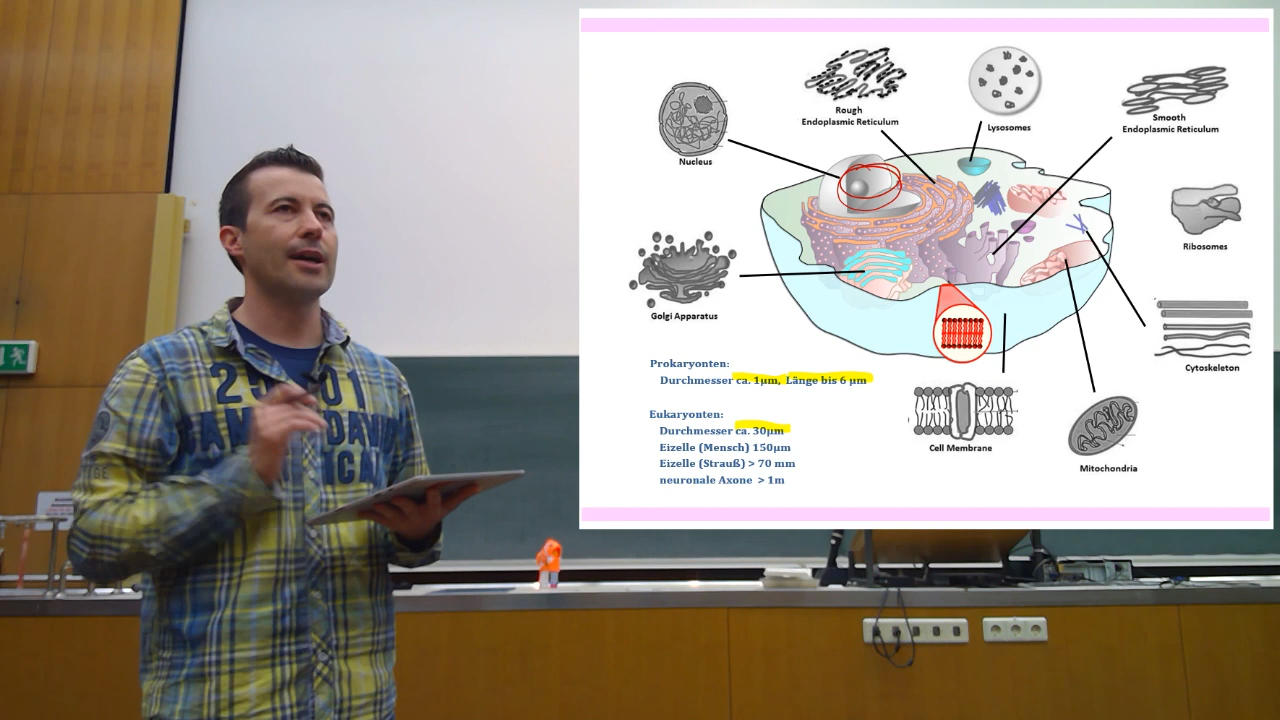 Rough
Endoplasmic Reticulum
Lysosomes
Smooth
Endoplasmic Reticulum
Nucleus
Ribosomes
Golgi Apparatus
Cytoskeleton
Cell Membrane
Mitochondria
Prokaryonten:
Durchmesser ca. 1µm, Länge bis 6 µm
Eukaryonten:
Durchmesser ca. 30µm
Eizelle (Mensch) 150µm
Eizelle (Strauß) > 70 mm
neuronale Axone > 1m